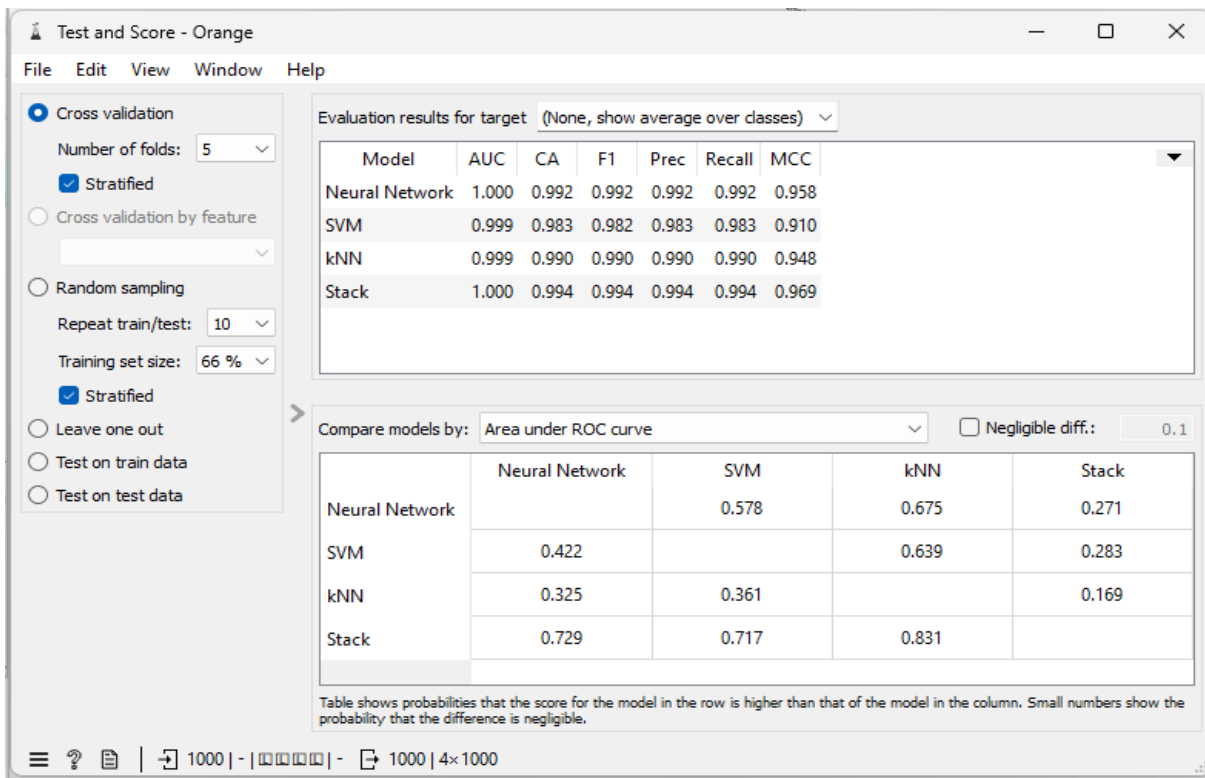 Test and Score - Orange
File Edit View Window Help
Cross validation
Number of folds: 5
Stratified
Cross validation by feature
Random sampling
Repeat train/test: 10
Training set size: 66 %
Stratified
Leave one out
Test on train data
Test on test data
Evaluation results for target (None, show average over classes)
Model AUC CA F1 Prec Recall MCC
Neural Network 1.000 0.992 0.992 0.992 0.992 0.958
SVM 0.999 0.983 0.982 0.983 0.983 0.910
kNN 0.999 0.990 0.990 0.990 0.990 0.948
Stack 1.000 0.994 0.994 0.994 0.994 0.969
Compare models by: Area under ROC curve Negligible diff.: 0.1
Neural Network SVM kNN Stack
Neural Network 0.578 0.675 0.271
SVM 0.422 0.639 0.283
kNN 0.325 0.361 0.169
Stack 0.729 0.717 0.831
Table shows probabilities that the score for the model in the row is higher than that of the model in the column. Small numbers show the
probability that the difference is negligible.
1000 | - | | - 1000 | 4×1000